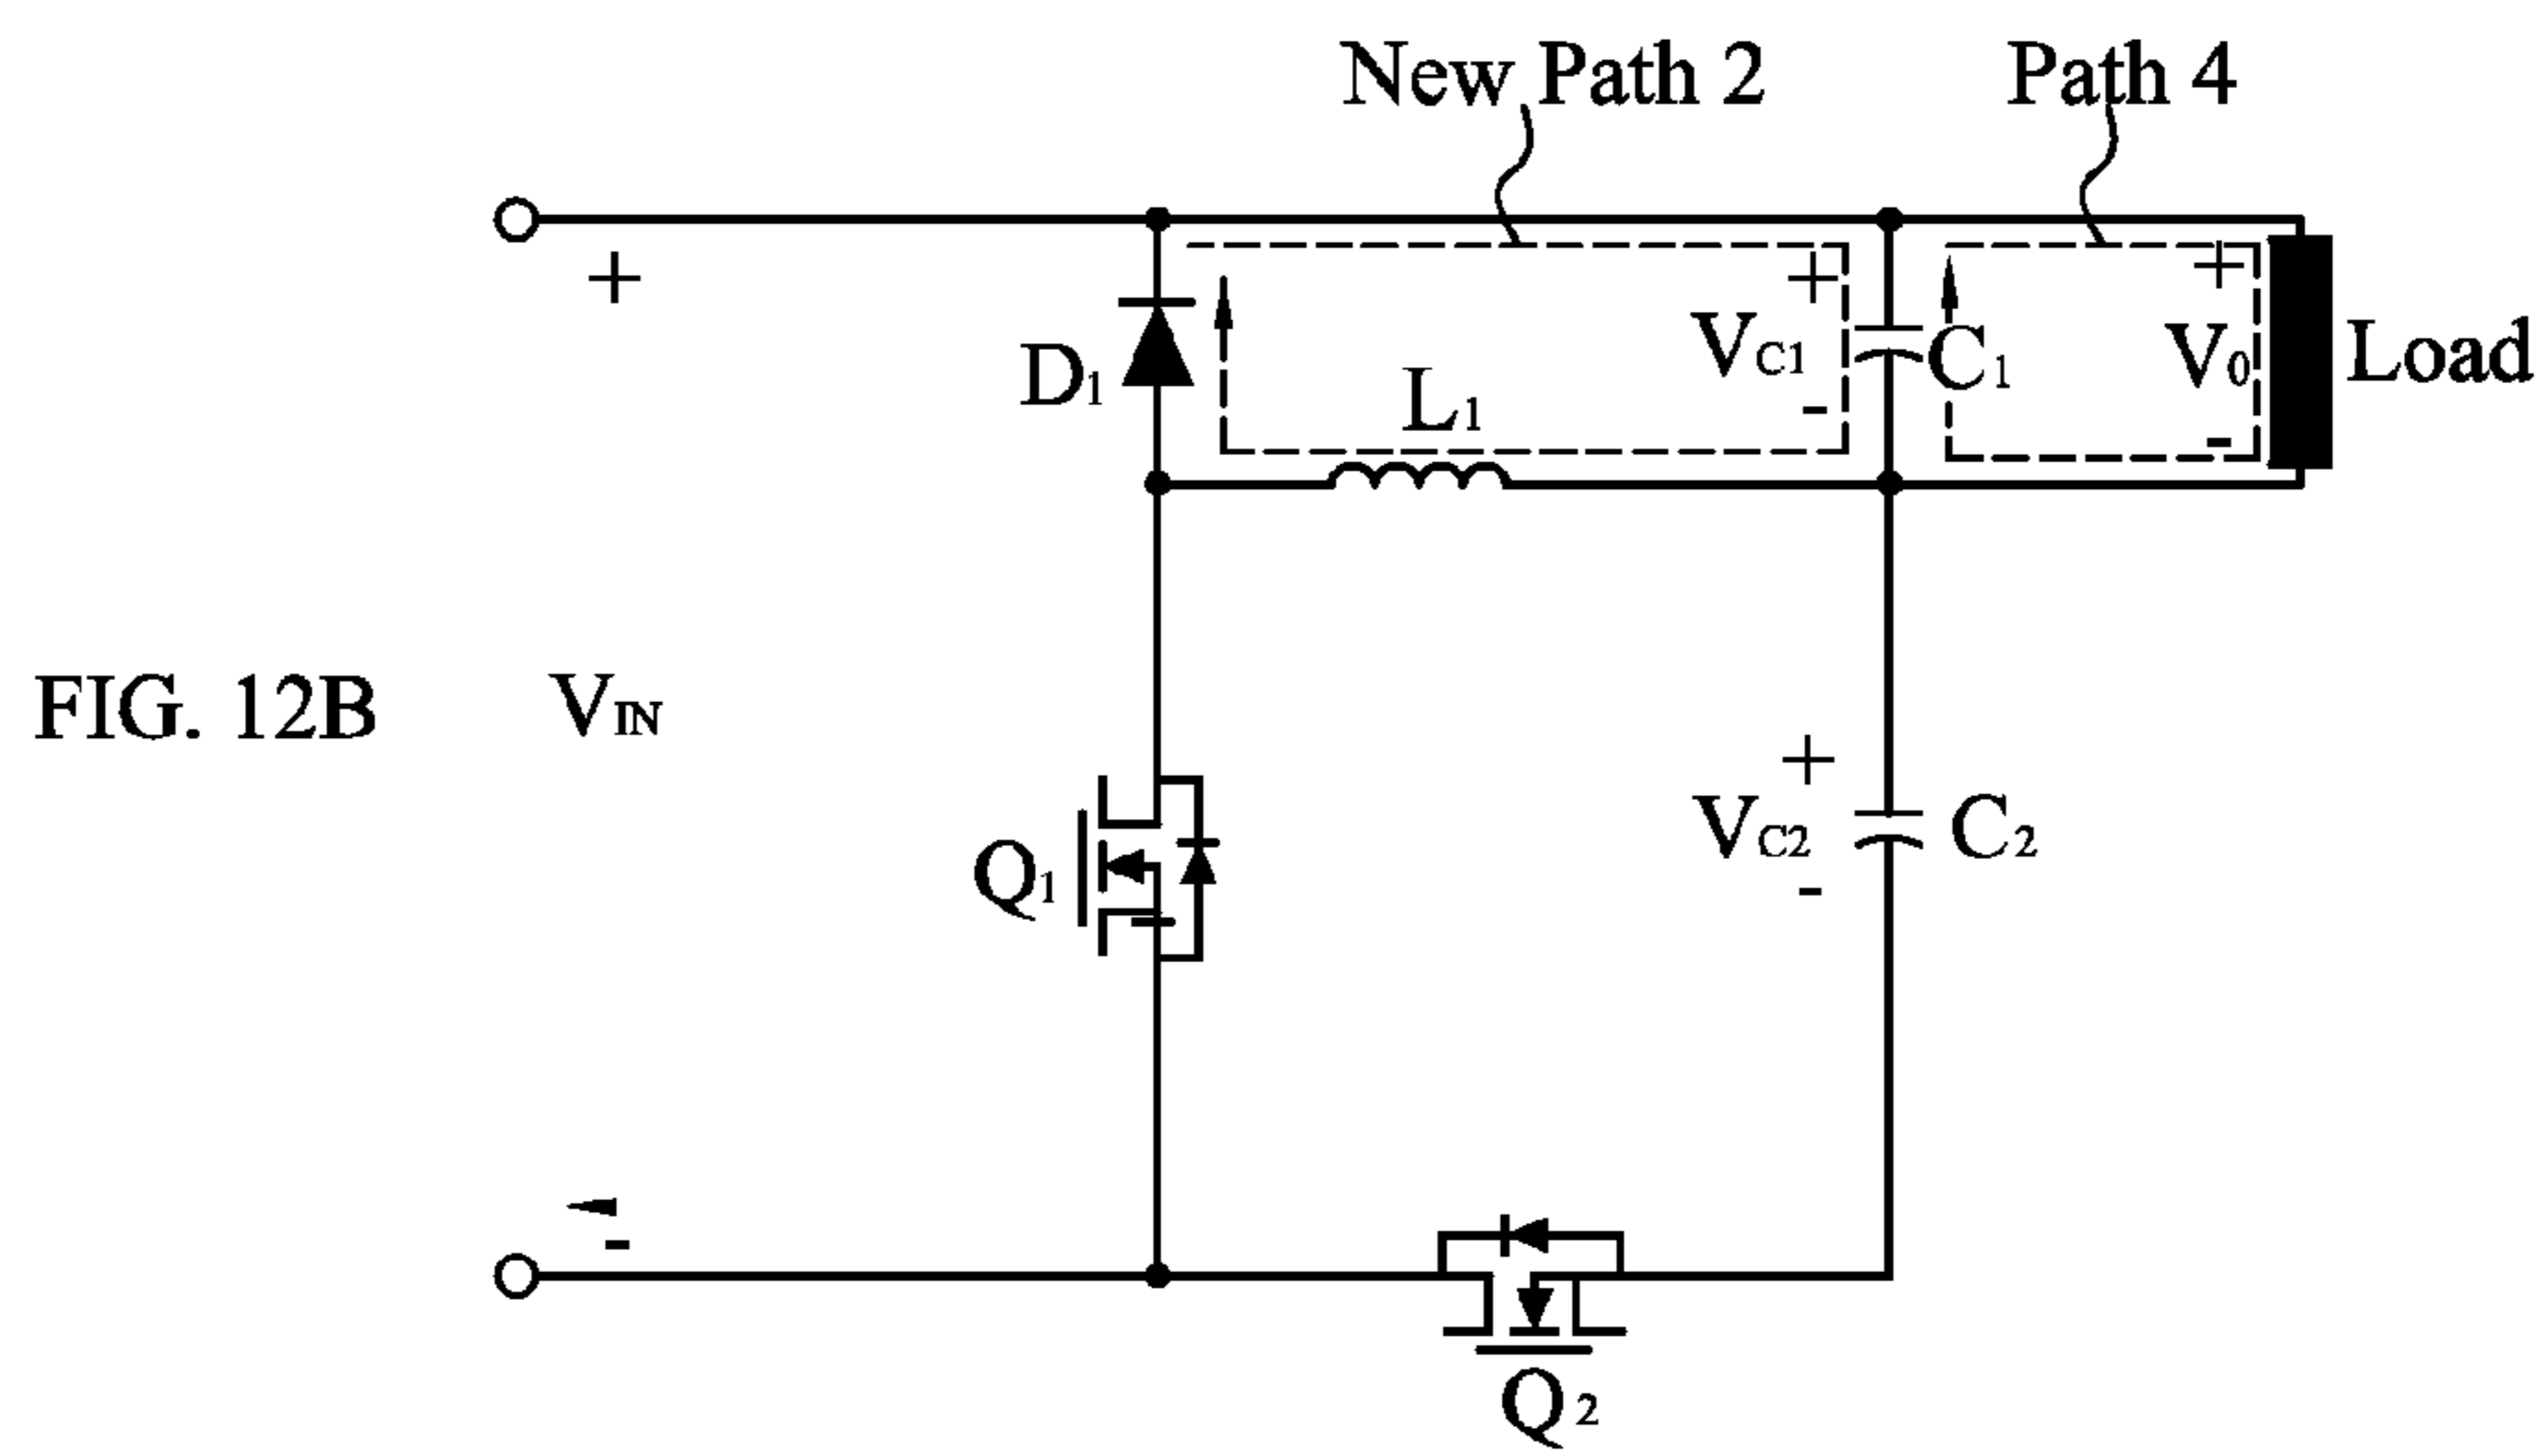 New Path 2
Path 4
+
+
+
D1
L1
VC1
C1
V0
Load
-
-
FIG. 12B
VIN
+
VC2
C2
-
Q1
-
Q2